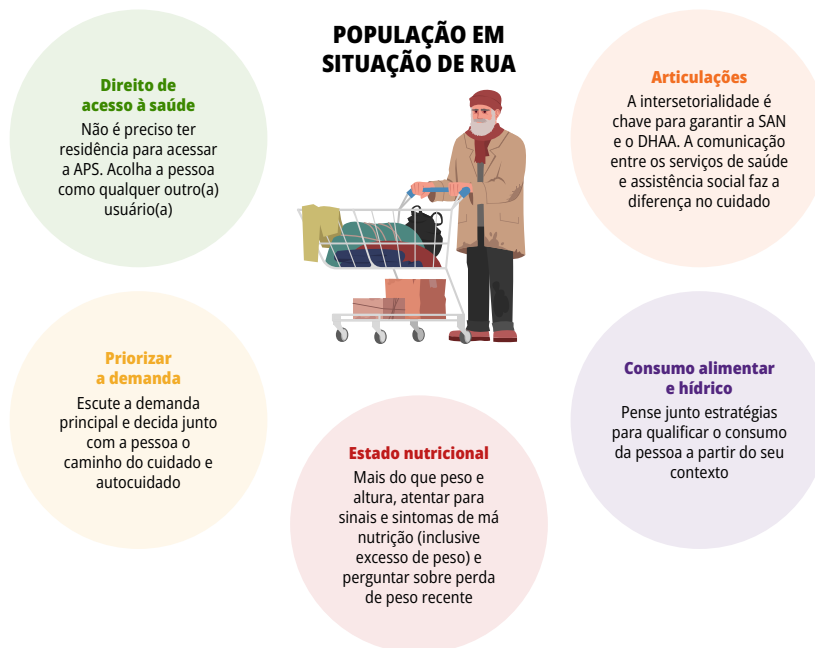 POPULAÇÃO EM
SITUAÇÃO DE RUA
Direito de
acesso à saúde
Não é preciso ter
residência para acessar
a APS. Acolha a pessoa
como qualquer outro(a)
usuário(a)
Articulações
A intersetorialidade é
chave para garantir a SAN
e o DHAA. A comunicação
entre os serviços de saúde
e assistência social faz a
diferença no cuidado
Priorizar
a demanda
Escute a demanda
principal e decida junto
com a pessoa o
caminho do cuidado e
autocuidado
Consumo alimentar
e hídrico
Pense junto estratégias
para qualificar o consumo
da pessoa a partir do seu
contexto
Estado nutricional
Mais do que peso e
altura, atentar para
sinais e sintomas de má
nutrição (inclusive
excesso de peso) e
perguntar sobre perda
de peso recente